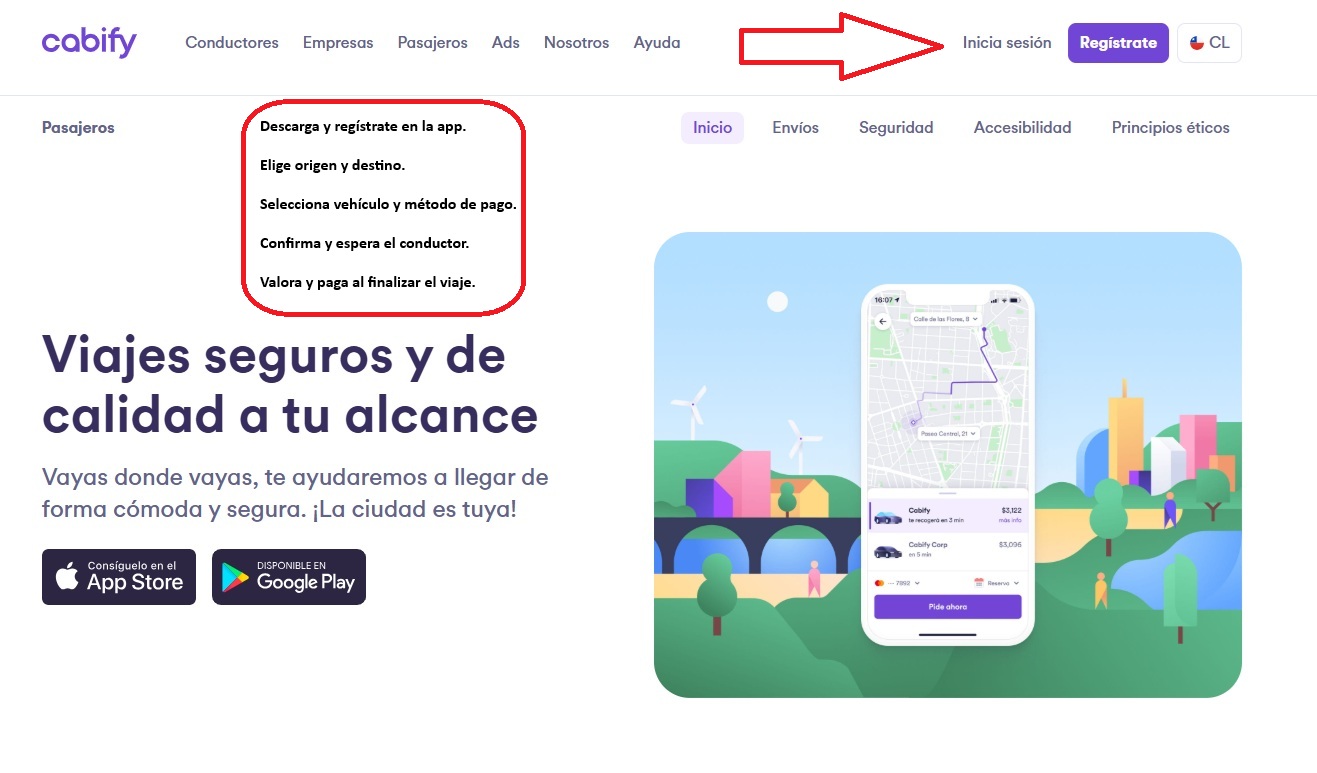 cabify
Conductores Empresas Pasajeros Ads Nosotros Ayuda
Inicia sesión
Regístrate
CL
Pasajeros
Descarga y regístrate en la app.
Elige origen y destino.
Selecciona vehículo y método de pago.
Confirma y espera el conductor.
Valora y paga al finalizar el viaje.
Inicio Envíos Seguridad Accesibilidad Principios éticos
Viajes seguros y de
calidad a tu alcance
Vayas donde vayas, te ayudaremos a llegar de
forma cómoda y segura. ¡La ciudad es tuya!
Consíguelo en el
App Store
DISPONIBLE EN
Google Play
16:07
Calle de las Flores, 8
Paseo Central, 21
Cabify $3,122
te recogerá en 3 min más info
Cabify Corp $3,096
en 5 min
7892 Reserva
Pide ahora